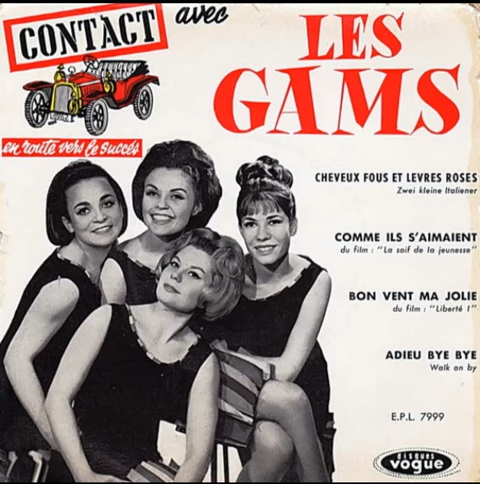 CONTACT
avec
LES
GAMS
en route vers le succès
CHEVEUX FOUS ET LEVRES ROSES
Zwei kleine Italiener
COMME ILS S'AIMAIENT
du film : "La soif de la jeunesse"
BON VENT MA JOLIE
du film : "Liberté 1"
ADIEU BYE BYE
Walk on by
E.P.L. 7999
DISQUES
vogue